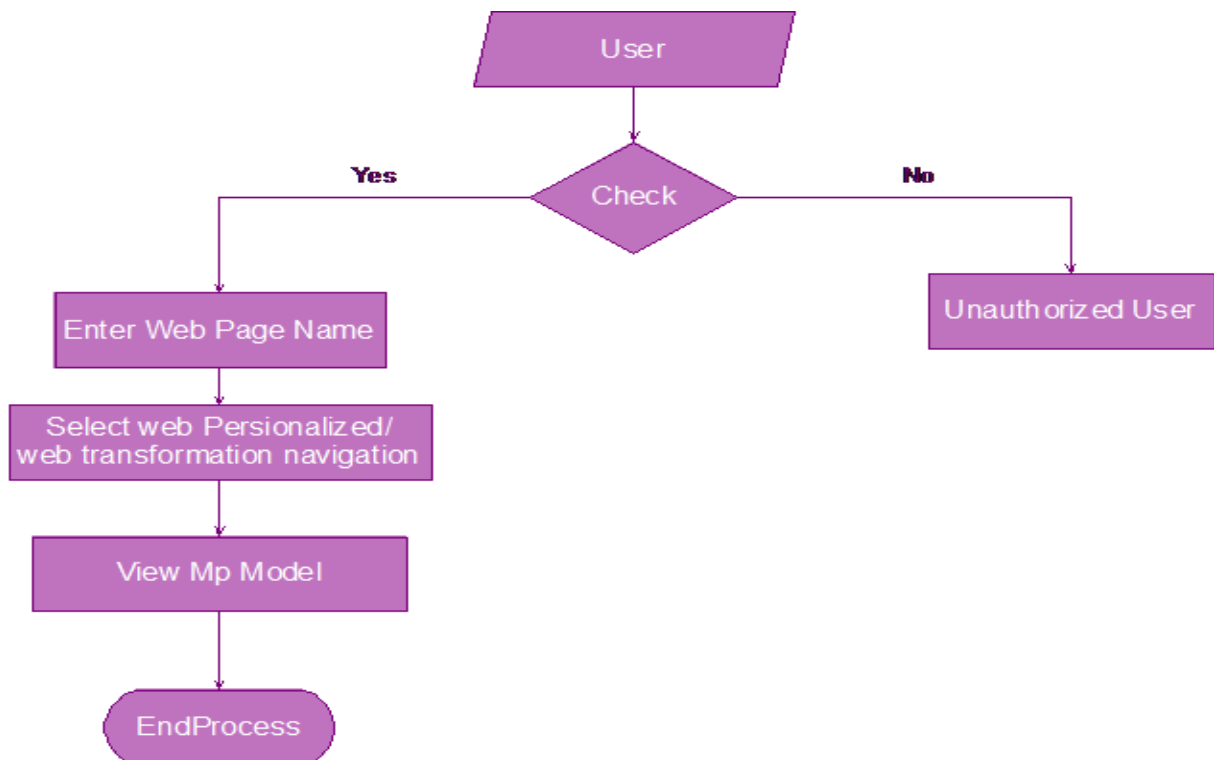 User
Check
Yes
No
Enter Web Page Name
Unauthorized User
Select web Persionalized/
web transformation navigation
View Mp Model
EndProcess